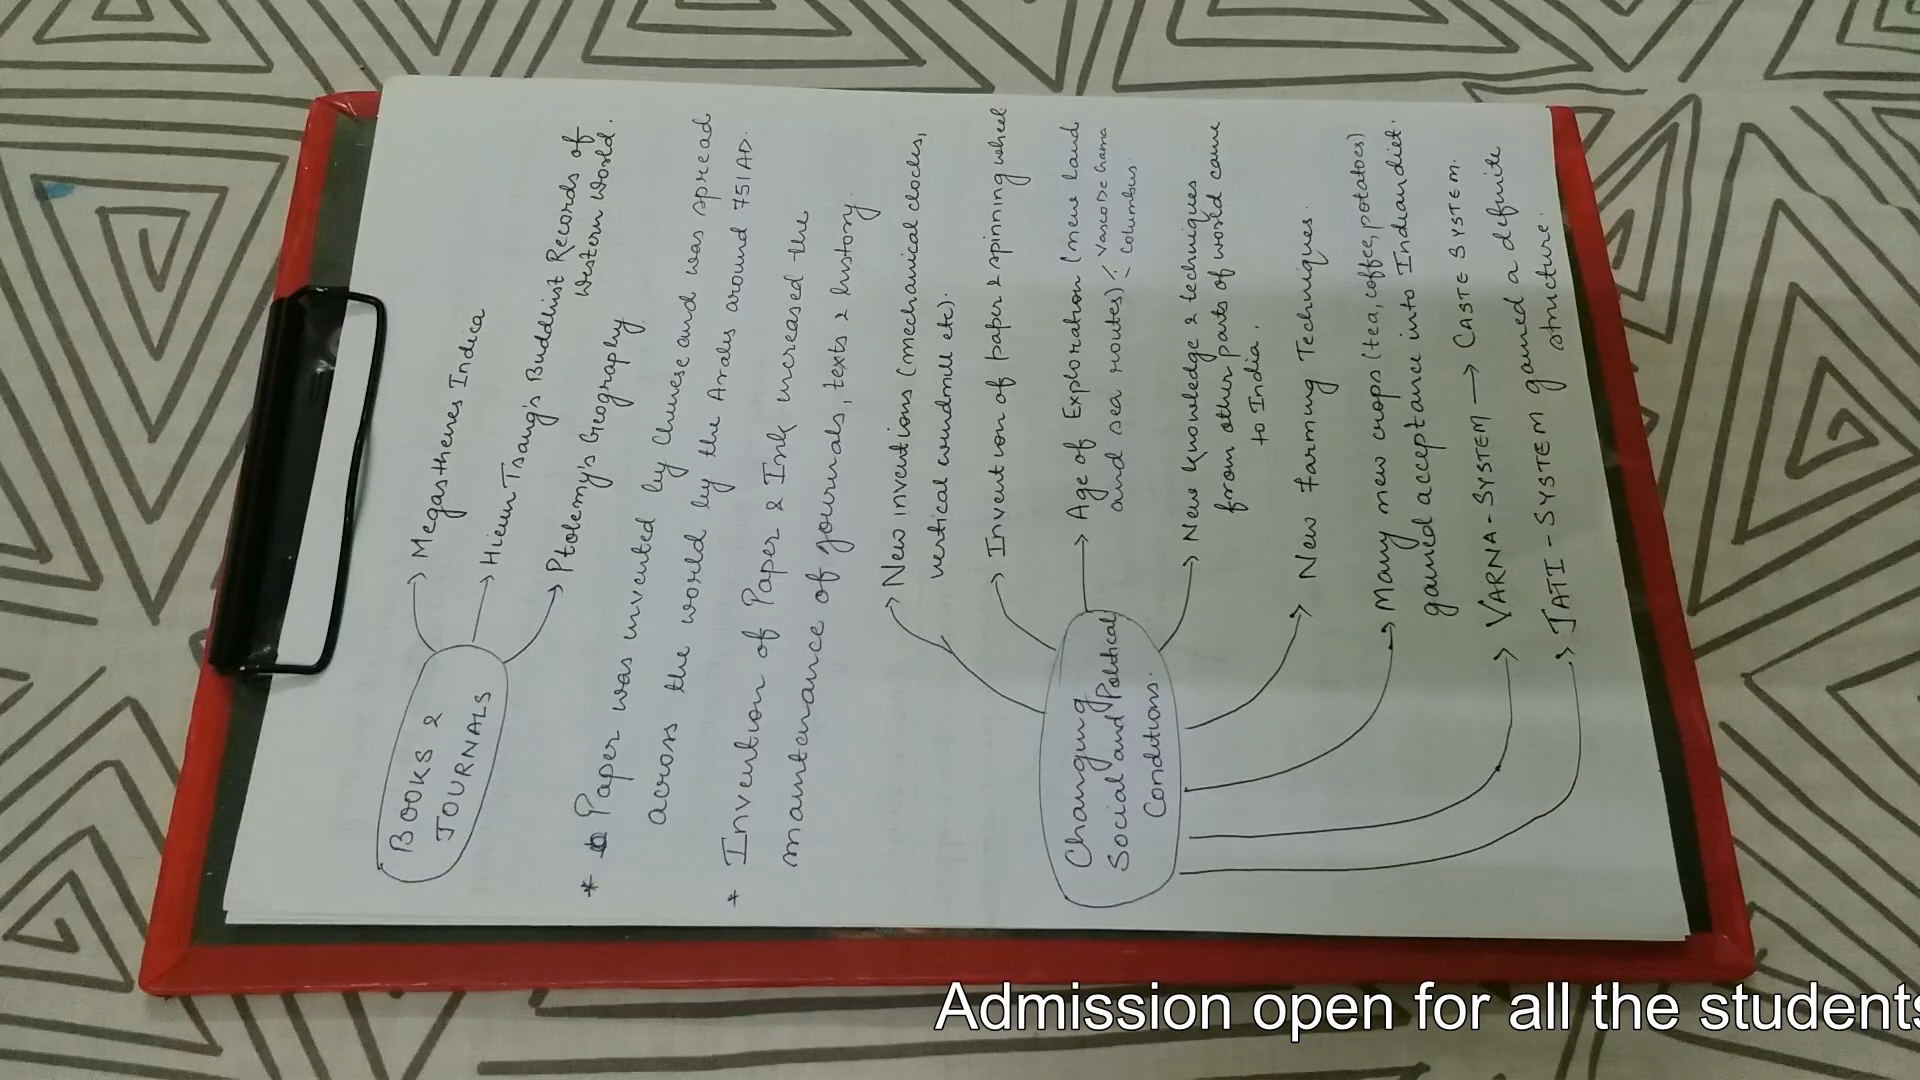 BOOKS &
JOURNALS
Megasthenes Indica
Hieun Tsang's Buddhist Records of
Western World.
Ptolemy's Geography
* Paper was invented by Chinese and was spread
across the world by the Arabs around 751 AD.
* Invention of Paper & Ink increased the
maintenance of journals, texts & history.
Changing
Social and Political
Conditions.
New inventions (mechanical clocks,
vertical windmill etc).
Invention of paper & spinning wheel
Age of Exploration (new land
and sea routes)
Vasco De Gama
Columbus.
New Knowledge & techniques
from other parts of world came
to India.
New Farming Techniques.
Many new crops (tea, coffee, potatoes)
gained acceptance into Indian diet.
VARNA-SYSTEM → CASTE SYSTEM.
JATI-SYSTEM gained a definite
structure.
Admission open for all the students